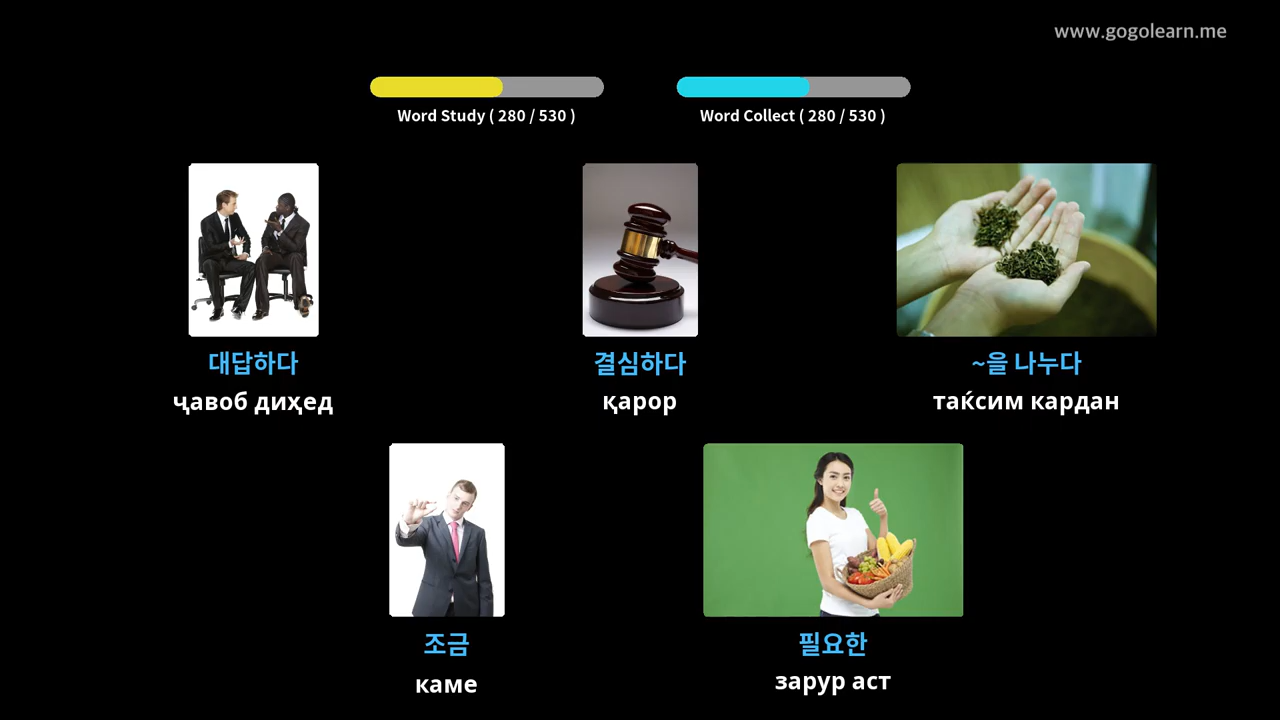 www.gogolearn.me
Word Study ( 280 / 530 )
Word Collect ( 280 / 530 )
대답하다
ҷавоб диҳед
결심하다
қарор
~을 나누다
таќсим кардан
조금
каме
필요한
зарур аст